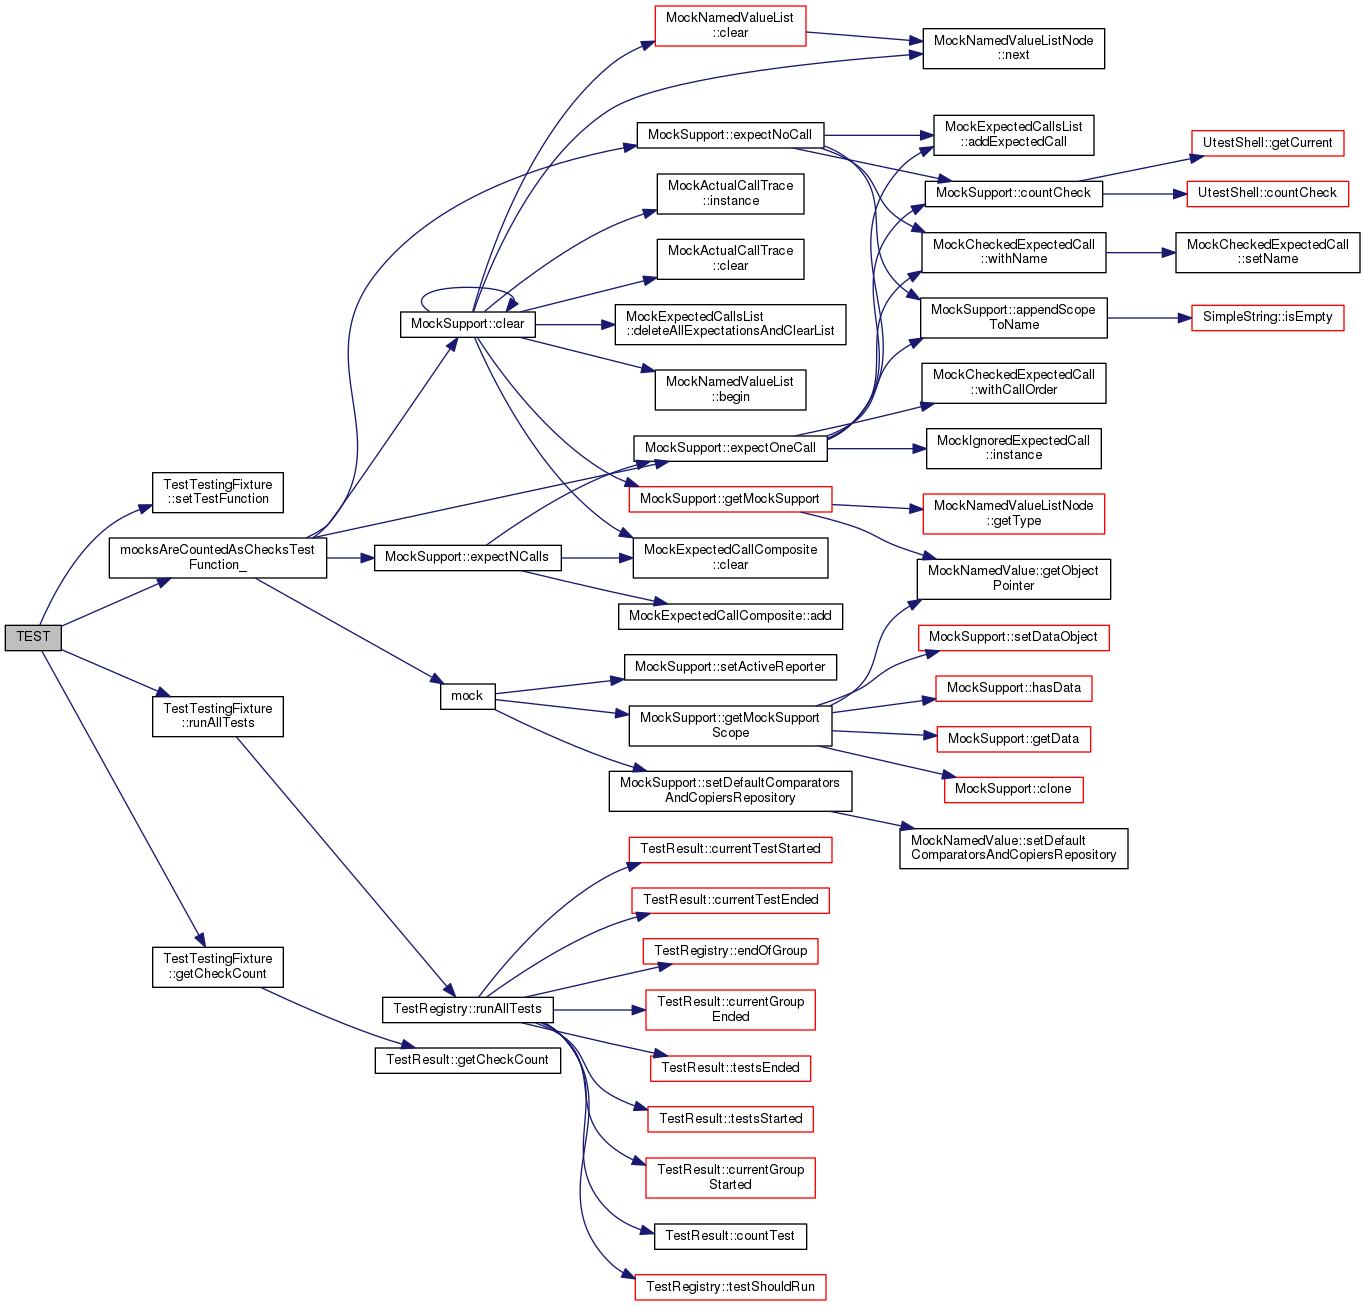 MockNamedValueList
::clear
MockNamedValueListNode
::next
MockSupport::expectNoCall
MockExpectedCallsList
::addExpectedCall
UtestShell::getCurrent
MockActualCallTrace
::instance
MockSupport::countCheck
UtestShell::countCheck
MockActualCallTrace
::clear
MockCheckedExpectedCall
::withName
MockCheckedExpectedCall
::setName
MockSupport::clear
MockExpectedCallsList
::deleteAllExpectationsAndClearList
MockSupport::appendScope
ToName
SimpleString::isEmpty
MockNamedValueList
::begin
MockCheckedExpectedCall
::withCallOrder
MockSupport::expectOneCall
MockIgnoredExpectedCall
::instance
TestTestingFixture
::setTestFunction
MockSupport::getMockSupport
MockNamedValueListNode
::getType
mocksAreCountedAsChecksTest
Function_
MockSupport::expectNCalls
MockExpectedCallComposite
::clear
MockNamedValue::getObject
Pointer
MockExpectedCallComposite::add
TEST
MockSupport::setDataObject
MockSupport::setActiveReporter
mock
MockSupport::hasData
TestTestingFixture
::runAllTests
MockSupport::getMockSupport
Scope
MockSupport::getData
MockSupport::setDefaultComparators
AndCopiersRepository
MockSupport::clone
MockNamedValue::setDefault
ComparatorsAndCopiersRepository
TestResult::currentTestStarted
TestResult::currentTestEnded
TestRegistry::endOfGroup
TestTestingFixture
::getCheckCount
TestRegistry::runAllTests
TestResult::currentGroup
Ended
TestResult::getCheckCount
TestResult::testsEnded
TestResult::testsStarted
TestResult::currentGroup
Started
TestResult::countTest
TestRegistry::testShouldRun